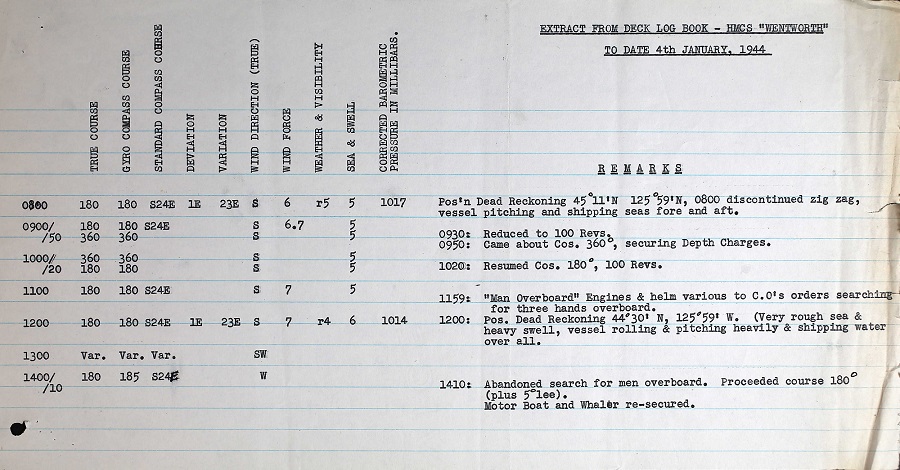 EXTRACT FROM DECK LOG BOOK - HMCS "WENTWORTH"
TO DATE 4th JANUARY, 1944
TRUE COURSE
GYRO COMPASS COURSE
STANDARD COMPASS COURSE
DEVIATION
VARIATION
WIND DIRECTION (TRUE)
WIND FORCE
WEATHER & VISIBILITY
SEA & SWELL
CORRECTED BAROMETRIC
PRESSURE IN MILLIBARS.
REMARKS
0800 180 180 S24E 1E 23E S 6 r5 5 1017 Pos'n Dead Reckoning 45°11'N 125°59'N, 0800 discontinued zig zag,
vessel pitching and shipping seas fore and aft.
0900/ 180 180 S24E S 6.7 5
/50 360 360 S 5 0930: Reduced to 100 Revs.
0950: Came about Cos. 360°, securing Depth Charges.
1000/ 360 360 S 5
/20 180 180 S 5 1020: Resumed Cos. 180°, 100 Revs.
1100 180 180 S24E S 7 5
1159: "Man Overboard" Engines & helm various to C.O's orders searching
for three hands overboard.
1200 180 180 S24E 1E 23E S 7 r4 6 1014 1200: Pos. Dead Reckoning 44°30' N, 125°59' W. (Very rough sea &
heavy swell, vessel rolling & pitching heavily & shipping water
over all.
1300 Var. Var. Var. SW
1400/ 180 185 S24E W
/10 1410: Abandoned search for men overboard. Proceeded course 180°
(plus 5°lee).
Motor Boat and Whaler re-secured.